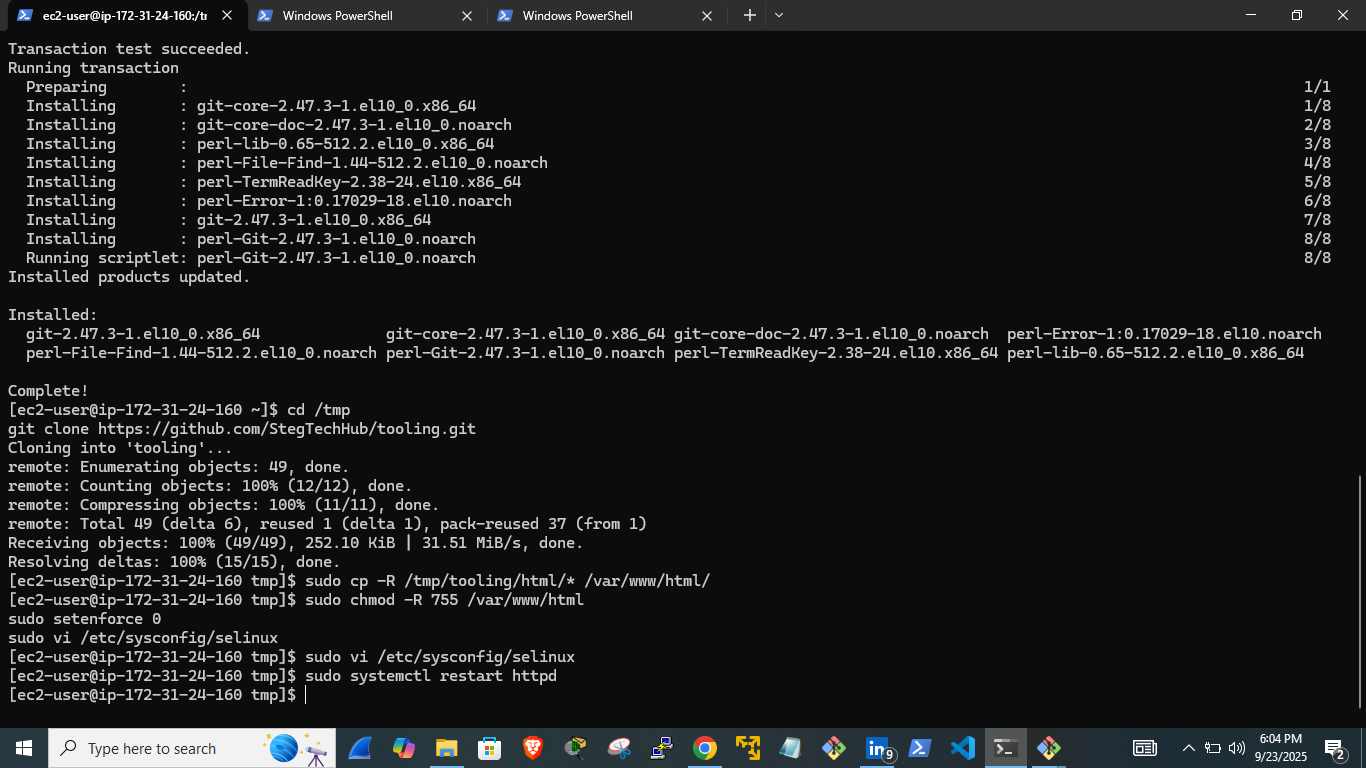 ec2-user@ip-172-31-24-160:/tr
Windows PowerShell
Windows PowerShell
Transaction test succeeded.
Running transaction
  Preparing        :                                                        1/1
  Installing       : git-core-2.47.3-1.el10_0.x86_64                        1/8
  Installing       : git-core-doc-2.47.3-1.el10_0.noarch                    2/8
  Installing       : perl-lib-0.65-512.2.el10_0.x86_64                      3/8
  Installing       : perl-File-Find-1.44-512.2.el10_0.noarch                4/8
  Installing       : perl-TermReadKey-2.38-24.el10.x86_64                   5/8
  Installing       : perl-Error-1:0.17029-18.el10.noarch                    6/8
  Installing       : git-2.47.3-1.el10_0.x86_64                             7/8
  Installing       : perl-Git-2.47.3-1.el10_0.noarch                        8/8
  Running scriptlet: perl-Git-2.47.3-1.el10_0.noarch                        8/8
Installed products updated.
Installed:
  git-2.47.3-1.el10_0.x86_64              git-core-2.47.3-1.el10_0.x86_64 git-core-doc-2.47.3-1.el10_0.noarch  perl-Error-1:0.17029-18.el10.noarch
  perl-File-Find-1.44-512.2.el10_0.noarch perl-Git-2.47.3-1.el10_0.noarch perl-TermReadKey-2.38-24.el10.x86_64 perl-lib-0.65-512.2.el10_0.x86_64
Complete!
[ec2-user@ip-172-31-24-160 ~]$ cd /tmp
git clone https://github.com/StegTechHub/tooling.git
Cloning into 'tooling'...
remote: Enumerating objects: 49, done.
remote: Counting objects: 100% (12/12), done.
remote: Compressing objects: 100% (11/11), done.
remote: Total 49 (delta 6), reused 1 (delta 1), pack-reused 37 (from 1)
Receiving objects: 100% (49/49), 252.10 KiB | 31.51 MiB/s, done.
Resolving deltas: 100% (15/15), done.
[ec2-user@ip-172-31-24-160 tmp]$ sudo cp -R /tmp/tooling/html/* /var/www/html/
[ec2-user@ip-172-31-24-160 tmp]$ sudo chmod -R 755 /var/www/html
sudo setenforce 0
sudo vi /etc/sysconfig/selinux
[ec2-user@ip-172-31-24-160 tmp]$ sudo vi /etc/sysconfig/selinux
[ec2-user@ip-172-31-24-160 tmp]$ sudo systemctl restart httpd
[ec2-user@ip-172-31-24-160 tmp]$
Type here to search
in 9
6:04 PM
9/23/2025
2